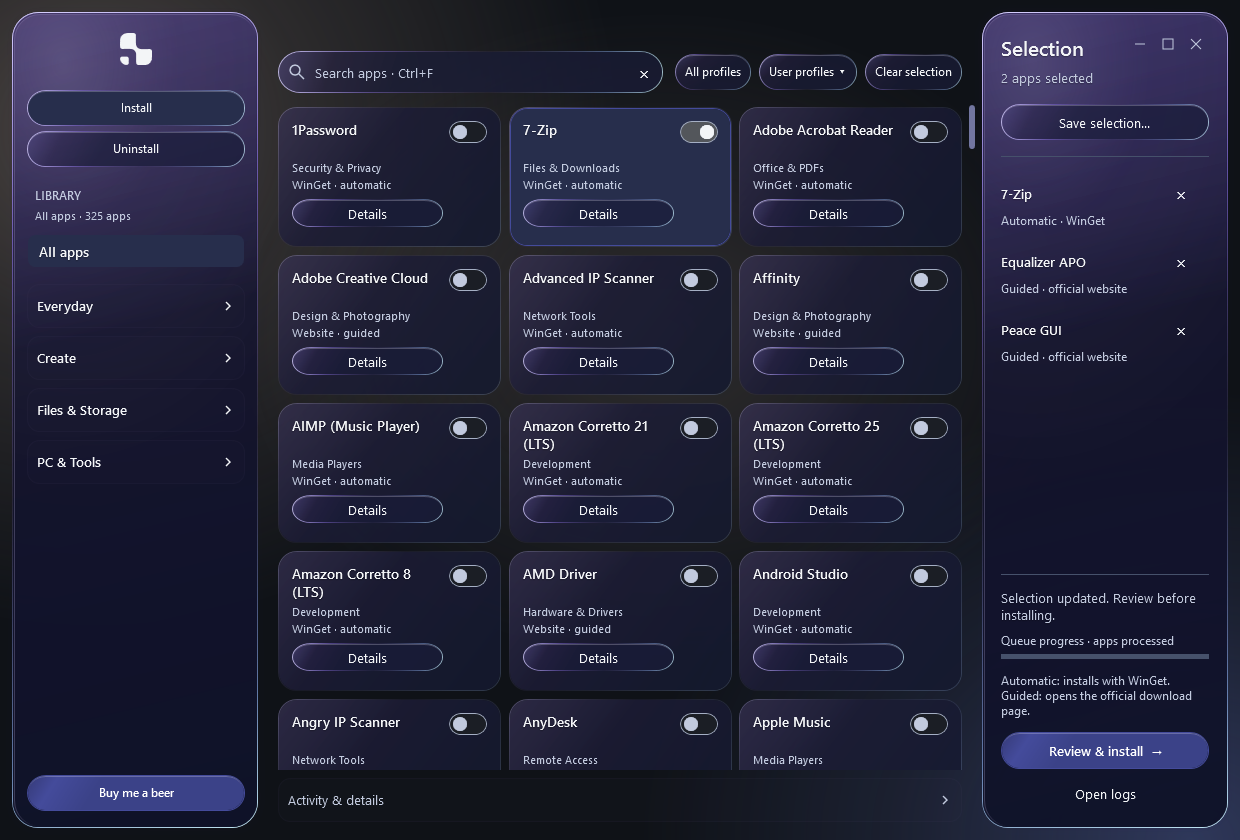 Install
Uninstall
LIBRARY
All apps · 325 apps
All apps
Everyday
Create
Files & Storage
PC & Tools
Buy me a beer
Search apps · Ctrl+F
All profiles
User profiles
Clear selection
1Password
Security & Privacy
WinGet · automatic
Details
7-Zip
Files & Downloads
WinGet · automatic
Details
Adobe Acrobat Reader
Office & PDFs
WinGet · automatic
Details
Adobe Creative Cloud
Design & Photography
Website · guided
Details
Advanced IP Scanner
Network Tools
WinGet · automatic
Details
Affinity
Design & Photography
Website · guided
Details
AIMP (Music Player)
Media Players
WinGet · automatic
Details
Amazon Corretto 21
(LTS)
Development
WinGet · automatic
Details
Amazon Corretto 25
(LTS)
Development
WinGet · automatic
Details
Amazon Corretto 8
(LTS)
Development
WinGet · automatic
Details
AMD Driver
Hardware & Drivers
Website · guided
Details
Android Studio
Development
WinGet · automatic
Details
Angry IP Scanner
Network Tools
AnyDesk
Remote Access
Apple Music
Media Players
Activity & details
Selection
2 apps selected
Save selection...
7-Zip
Automatic · WinGet
Equalizer APO
Guided · official website
Peace GUI
Guided · official website
Selection updated. Review before
installing.
Queue progress · apps processed
Automatic: installs with WinGet.
Guided: opens the official download
page.
Review & install →
Open logs